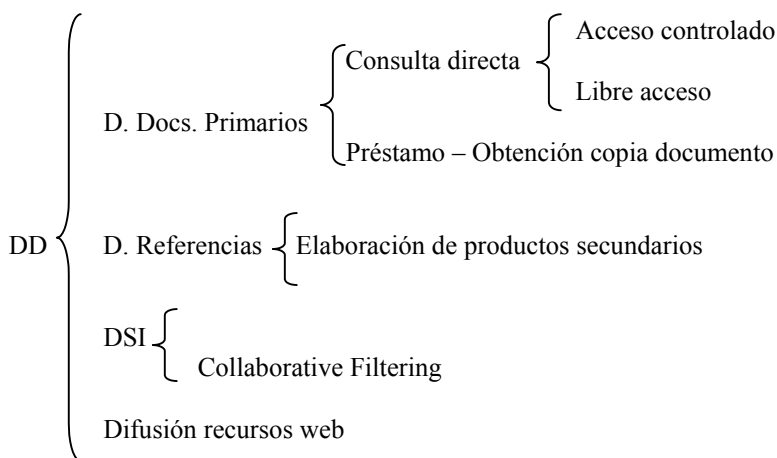 Acceso controlado
Consulta directa
Libre acceso
D. Docs. Primarios
Préstamo – Obtención copia documento
DD
D. Referencias
Elaboración de productos secundarios
DSI
Collaborative Filtering
Difusión recursos web